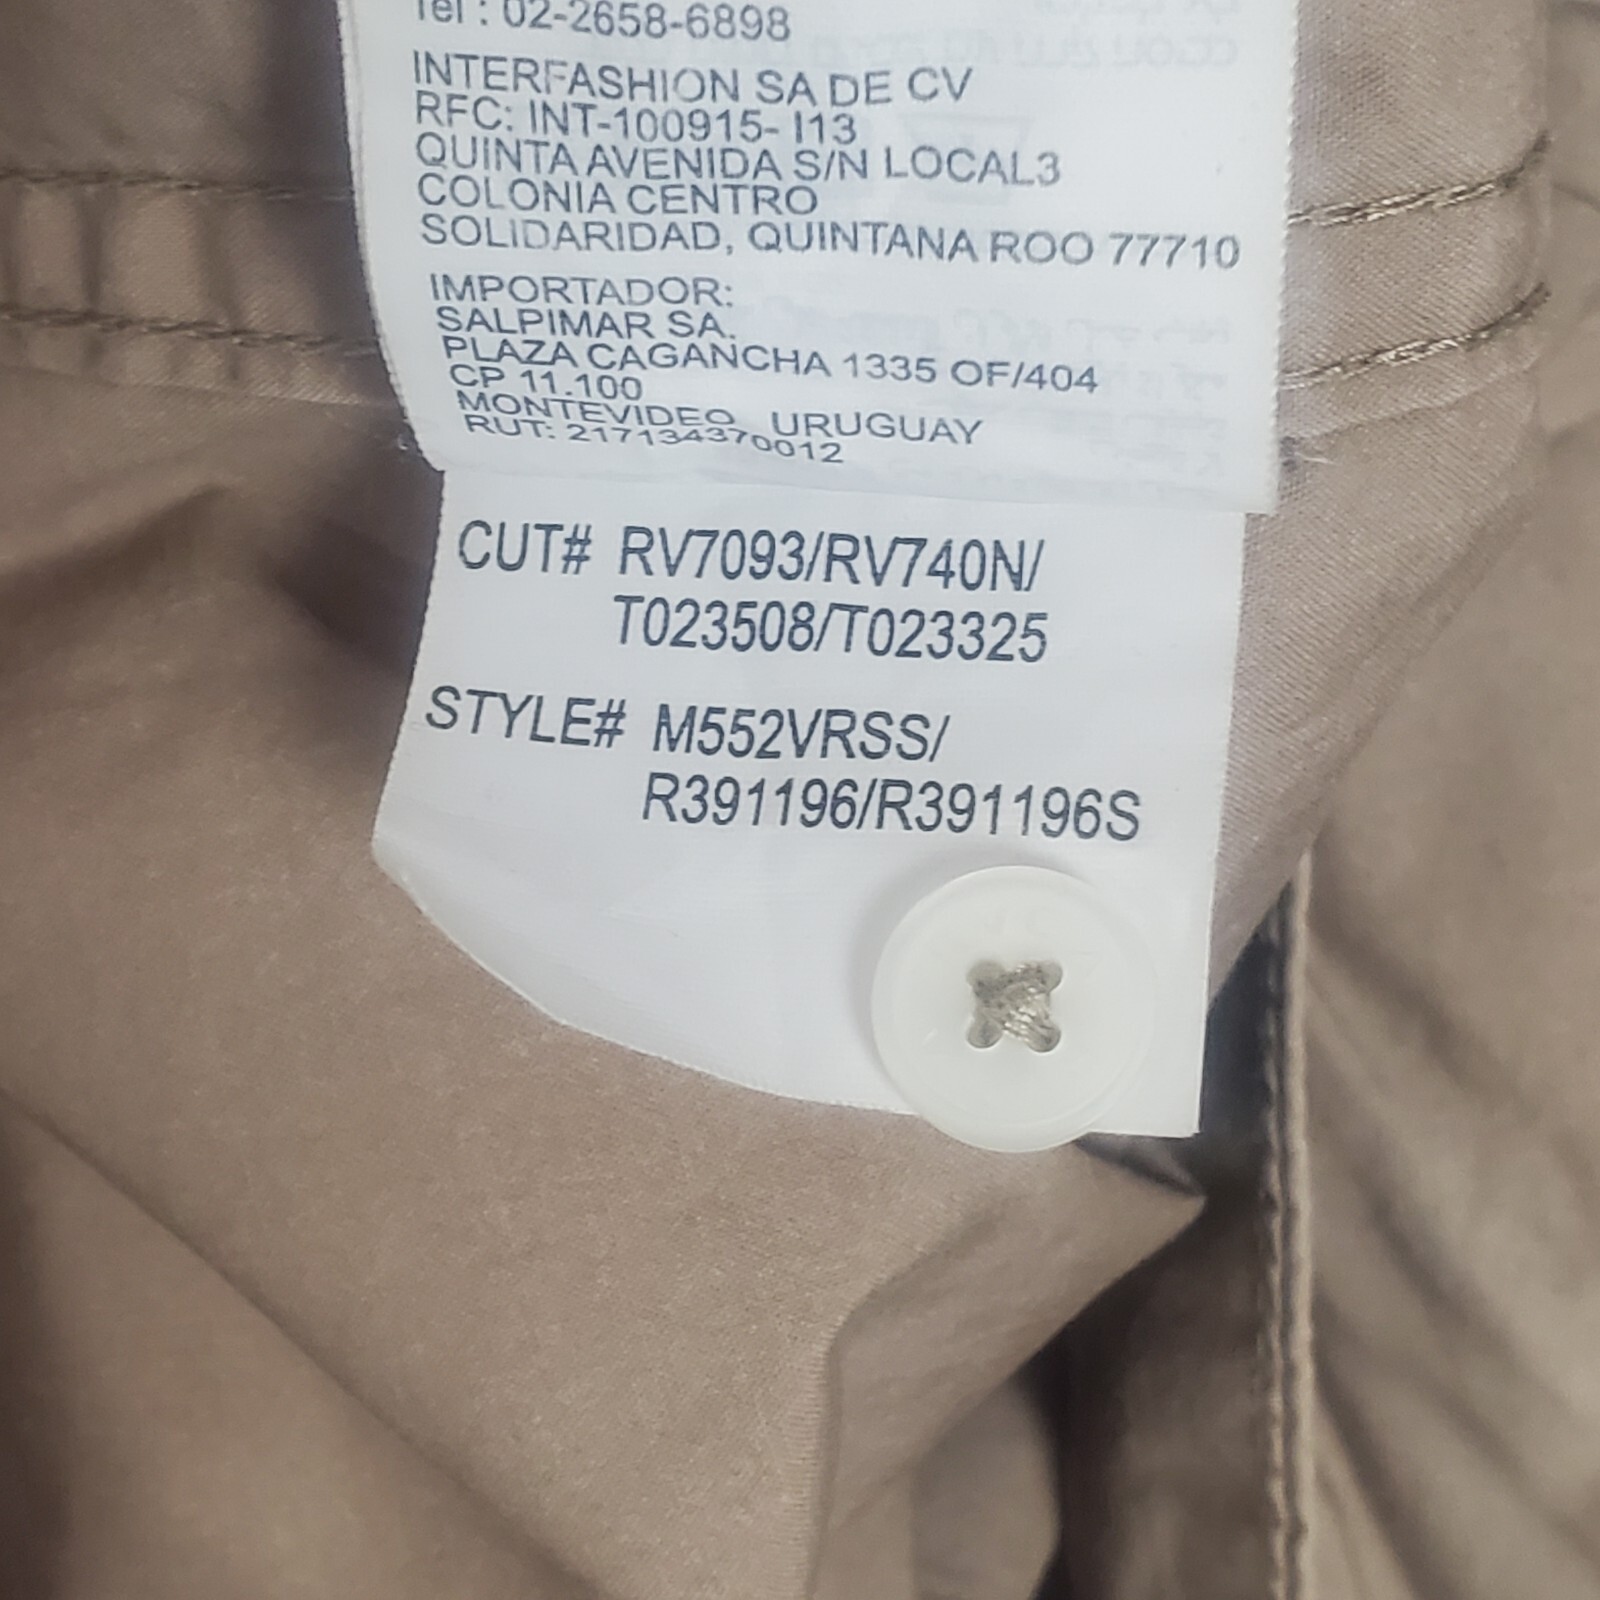 Tel : 02-2658-6898
INTERFASHION SA DE CV
RFC: INT-100915- I13
QUINTA AVENIDA S/N LOCAL3
COLONIA CENTRO
SOLIDARIDAD, QUINTANA ROO 77710
IMPORTADOR:
SALPIMAR SA.
PLAZA CAGANCHA 1335 OF/404
CP 11.100
MONTEVIDEO URUGUAY
RUT: 217134370012
CUT# RV7093/RV740N/
T023508/T023325
STYLE# M552VRSS/
R391196/R391196S